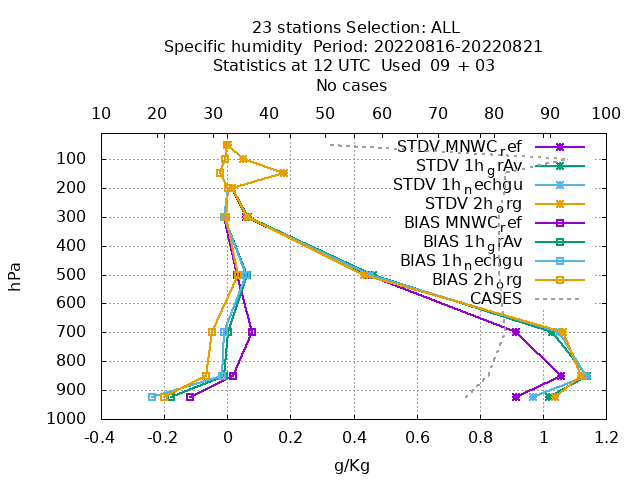 23 stations Selection: ALL
Specific humidity  Period: 20220816-20220821
Statistics at 12 UTC  Used  09 + 03
No cases
10 20 30 40 50 60 70 80 90 100
hPa
100
200
300
400
500
600
700
800
900
1000
STDV MNWC_ref
STDV 1h_grAv
STDV 1h_nechgu
STDV 2h_org
BIAS MNWC_ref
BIAS 1h_grAv
BIAS 1h_nechgu
BIAS 2h_org
CASES
-0.4 -0.2 0 0.2 0.4 0.6 0.8 1 1.2
g/Kg